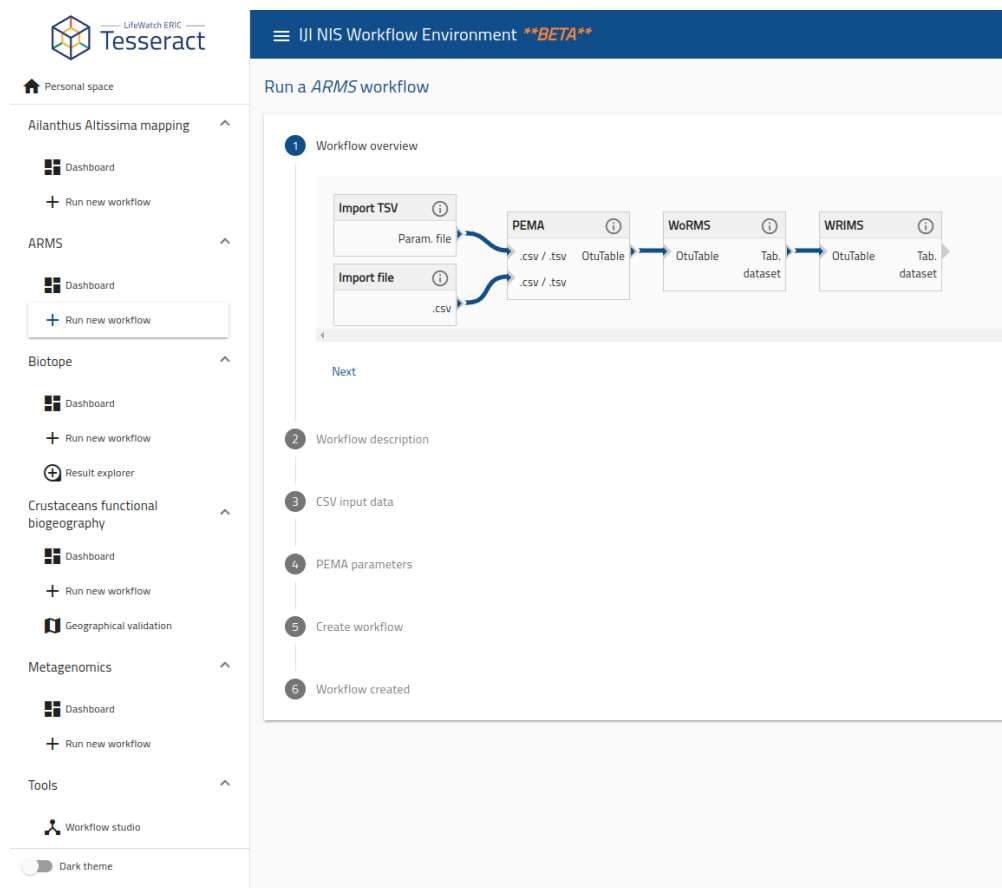 LifeWatch ERIC
Tesseract
IJI NIS Workflow Environment **BETA**
Personal space
Ailanthus Altissima mapping
Dashboard
Run new workflow
ARMS
Dashboard
Run new workflow
Biotope
Dashboard
Run new workflow
Result explorer
Crustaceans functional
biogeography
Dashboard
Run new workflow
Geographical validation
Metagenomics
Dashboard
Run new workflow
Tools
Workflow studio
Dark theme
Run a ARMS workflow
1 Workflow overview
Import TSV
Param. file
Import file
.csv
PEMA
.csv / .tsv OtuTable
.csv / .tsv
WoRMS
OtuTable Tab.
dataset
WRIMS
OtuTable Tab.
dataset
Next
2 Workflow description
3 CSV input data
4 PEMA parameters
5 Create workflow
6 Workflow created